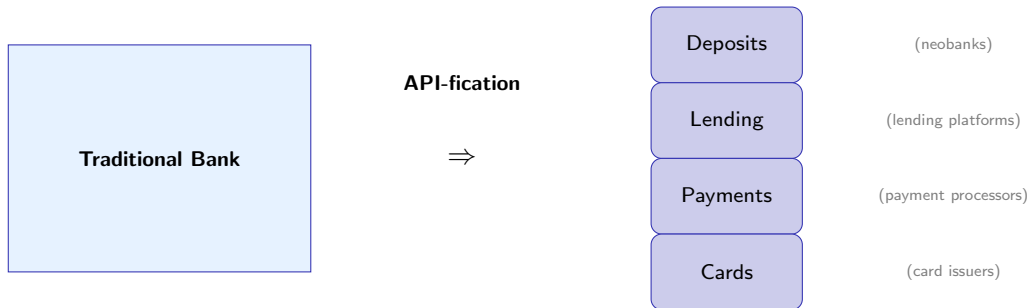 Traditional Bank
API-fication
⇒
Deposits
(neobanks)
Lending
(lending platforms)
Payments
(payment processors)
Cards
(card issuers)